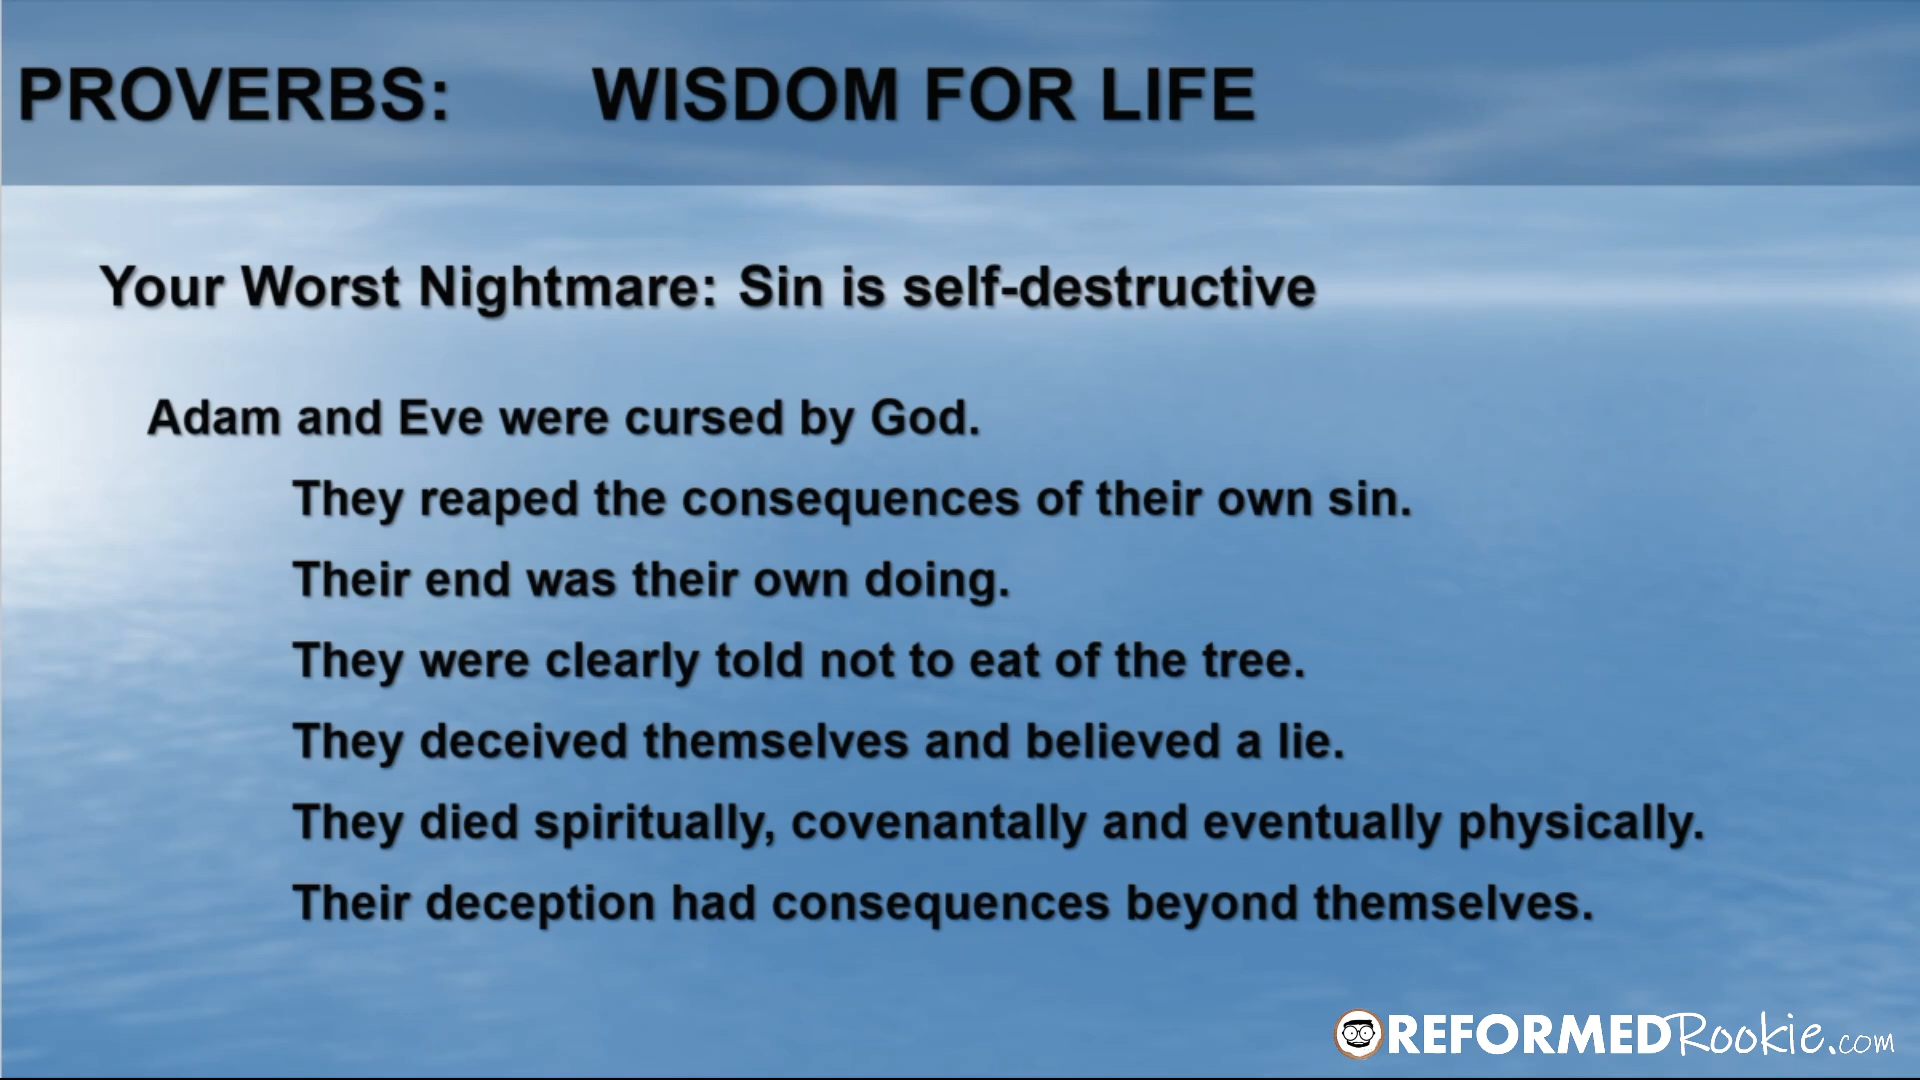 PROVERBS: WISDOM FOR LIFE
Your Worst Nightmare: Sin is self-destructive
Adam and Eve were cursed by God.
They reaped the consequences of their own sin.
Their end was their own doing.
They were clearly told not to eat of the tree.
They deceived themselves and believed a lie.
They died spiritually, covenantally and eventually physically.
Their deception had consequences beyond themselves.
REFORMEDRookie.com